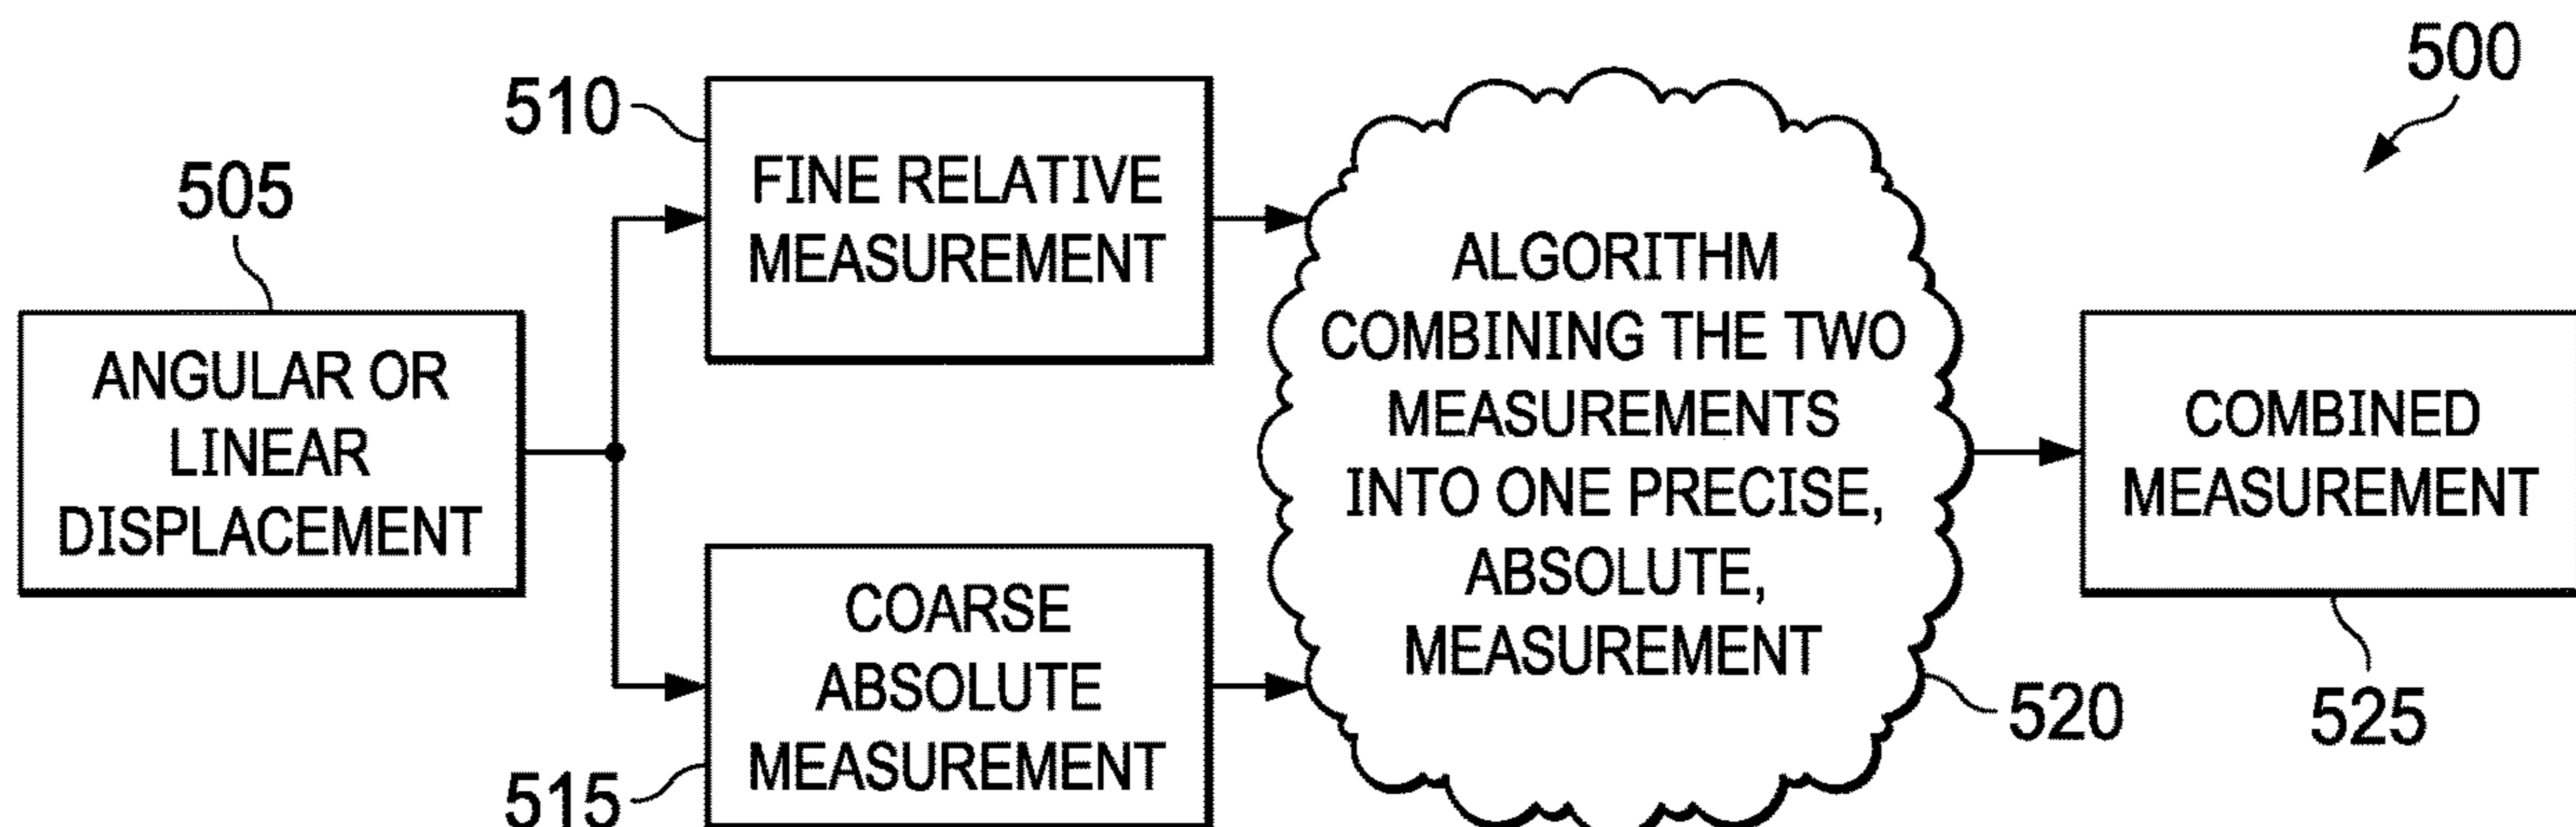 500
510
FINE RELATIVE
MEASUREMENT
505
ANGULAR OR
LINEAR
DISPLACEMENT
ALGORITHM
COMBINING THE TWO
MEASUREMENTS
INTO ONE PRECISE,
ABSOLUTE,
MEASUREMENT
COMBINED
MEASUREMENT
COARSE
ABSOLUTE
MEASUREMENT
515
520
525